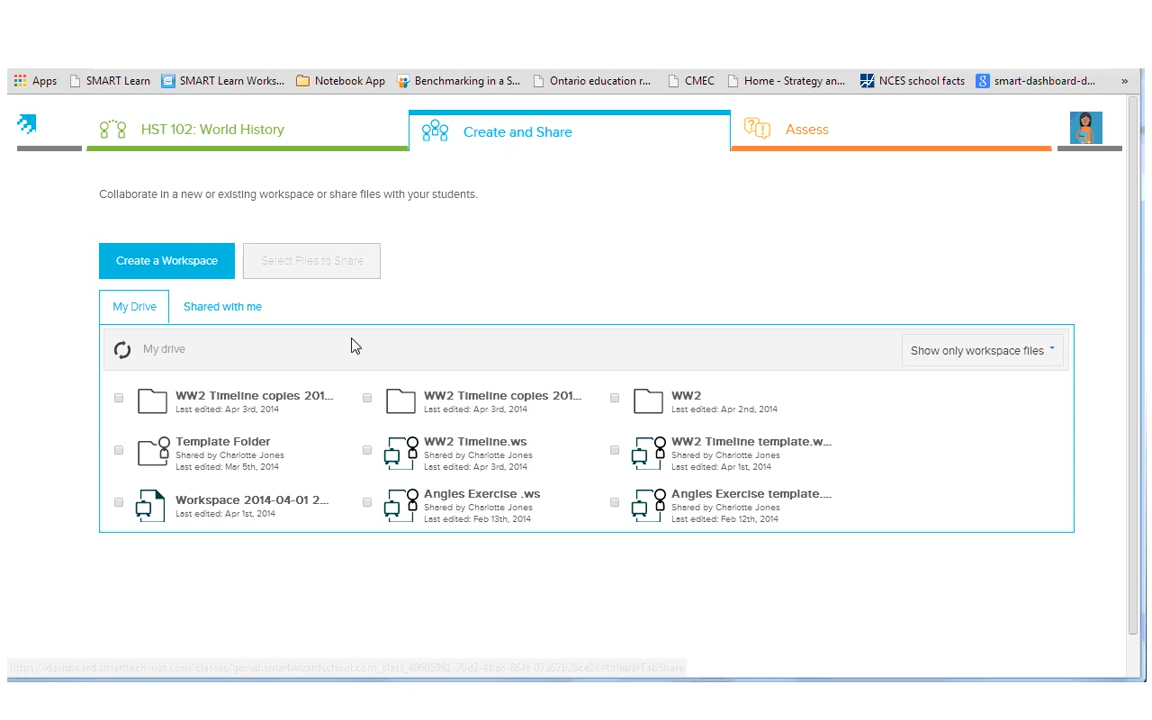 Apps SMART Learn SMART Learn Works... Notebook App Benchmarking in a S... Ontario education r... CMEC Home - Strategy an... NCES school facts smart-dashboard-d... »
HST 102: World History Create and Share Assess
Collaborate in a new or existing workspace or share files with your students.
Create a Workspace Select Files to Share
My Drive Shared with me
My drive Show only workspace files
WW2 Timeline copies 201... WW2 Timeline copies 201... WW2
Last edited: Apr 3rd, 2014 Last edited: Apr 3rd, 2014 Last edited: Apr 2nd, 2014
Template Folder WW2 Timeline.ws WW2 Timeline template.w...
Shared by Charlotte Jones Shared by Charlotte Jones Shared by Charlotte Jones
Last edited: Mar 5th, 2014 Last edited: Apr 3rd, 2014 Last edited: Apr 1st, 2014
Workspace 2014-04-01 2... Angles Exercise .ws Angles Exercise template....
Shared by Charlotte Jones Shared by Charlotte Jones
Last edited: Apr 1st, 2014 Last edited: Feb 13th, 2014 Last edited: Feb 12th, 2014